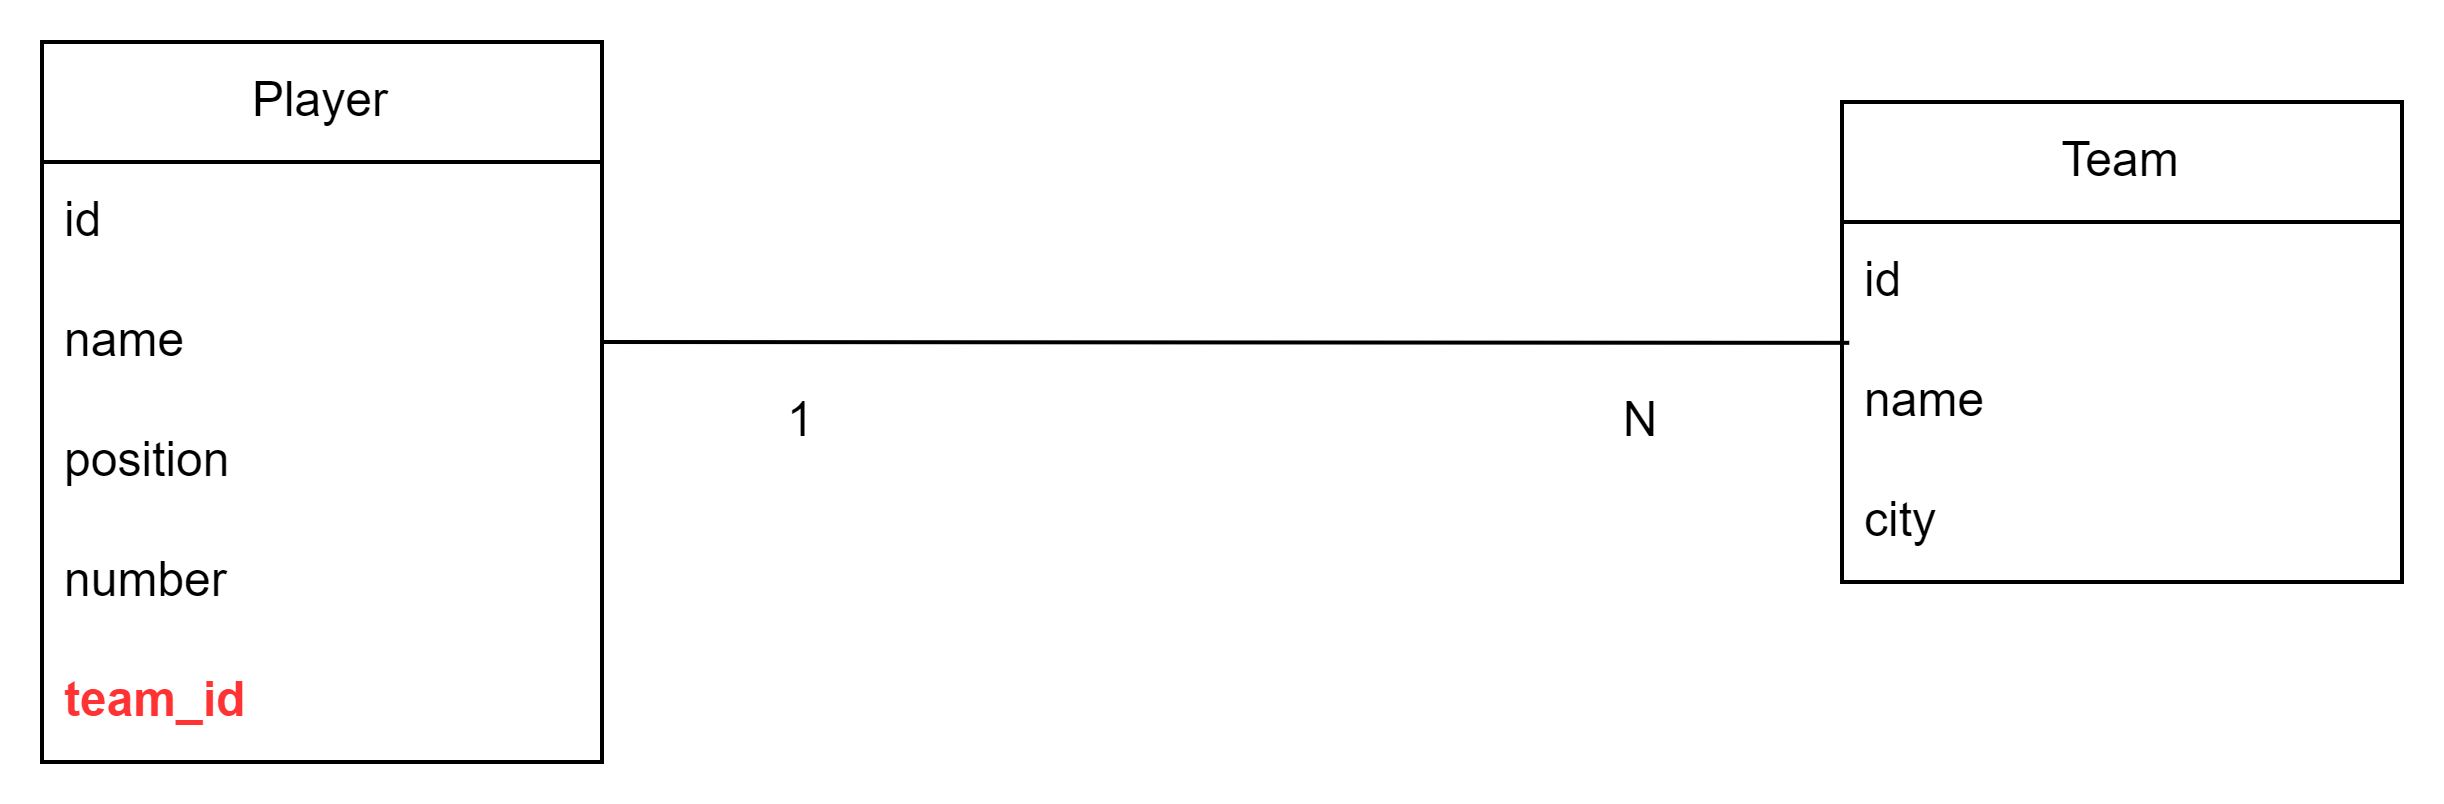 Player
id
name
position
number
team_id
1
N
Team
id
name
city